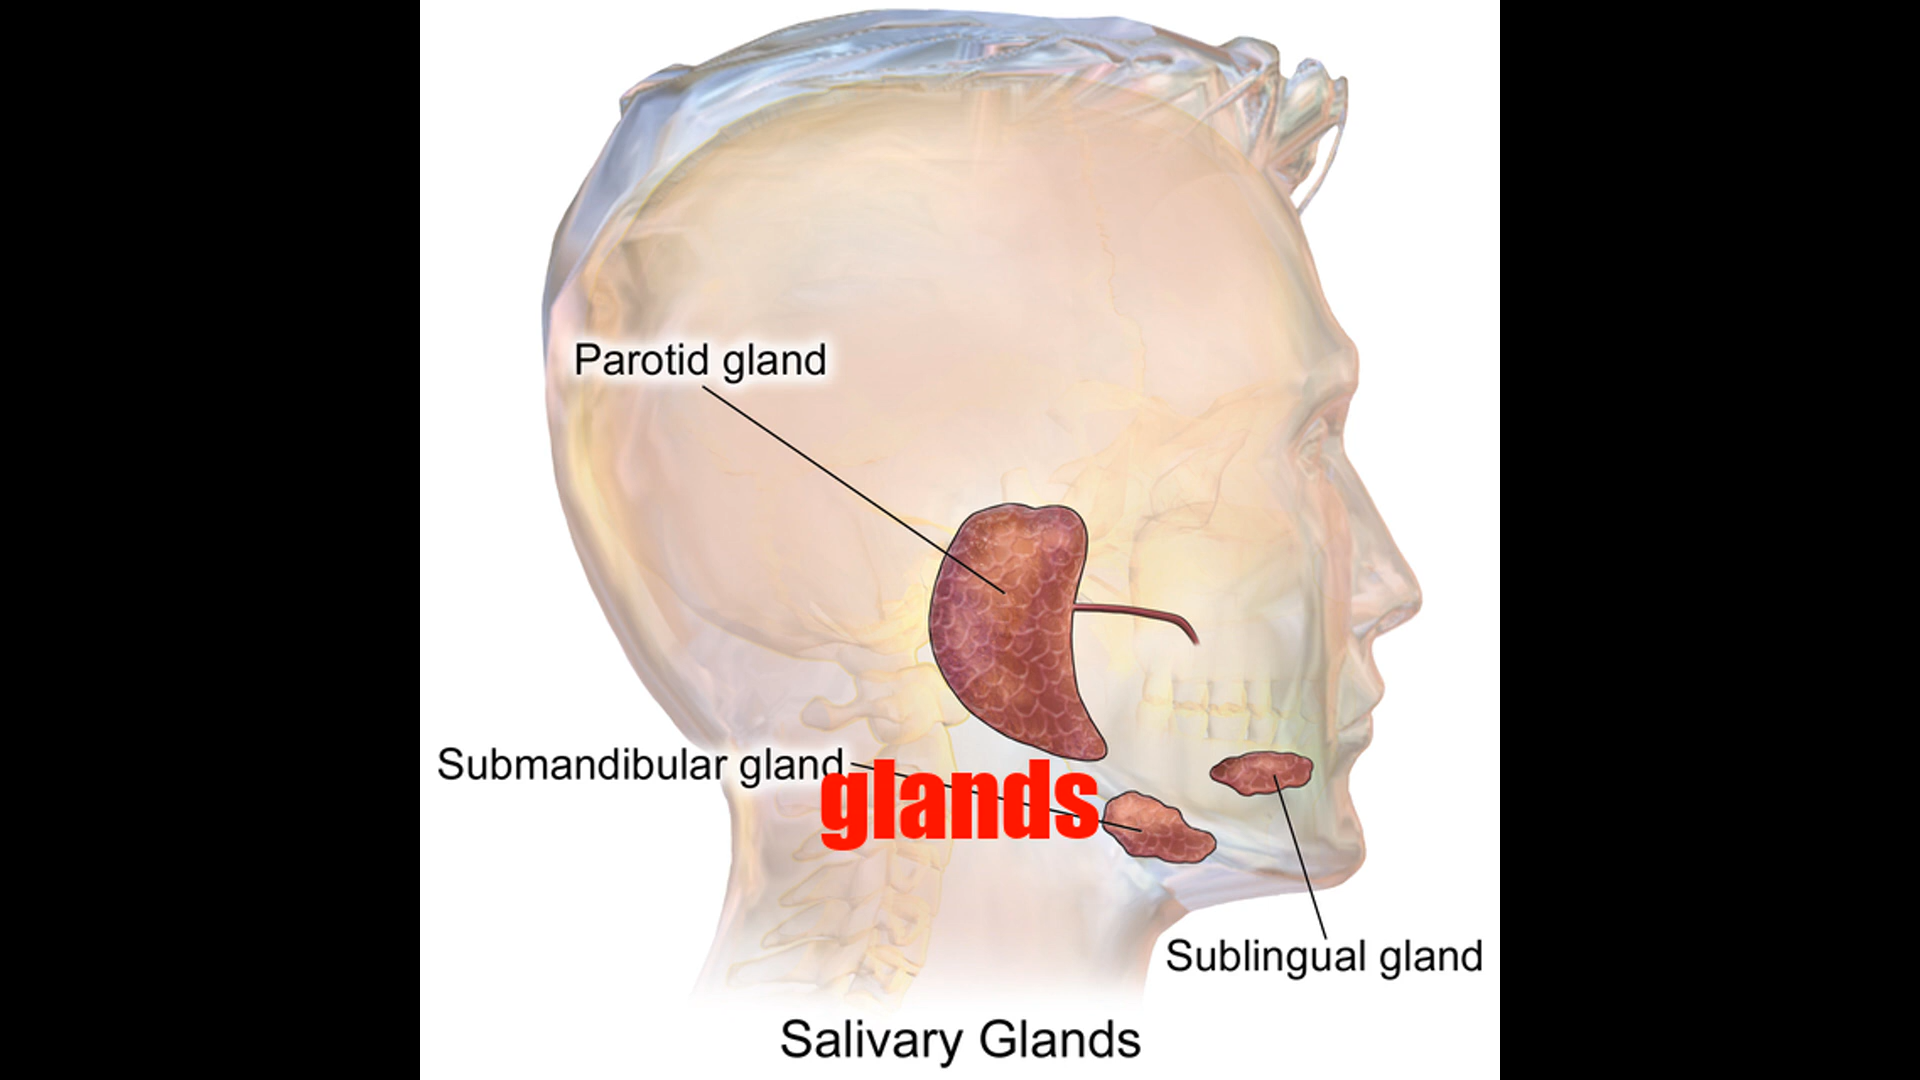 Parotid gland
Submandibular gland
glands
Sublingual gland
Salivary Glands